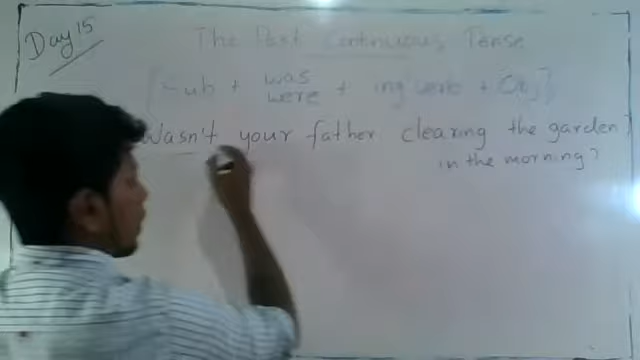 Day 15
The Past Continuous Tense
[Sub + was/were + ing verb + Obj]
Wasn't your father clearing the garden
in the morning?